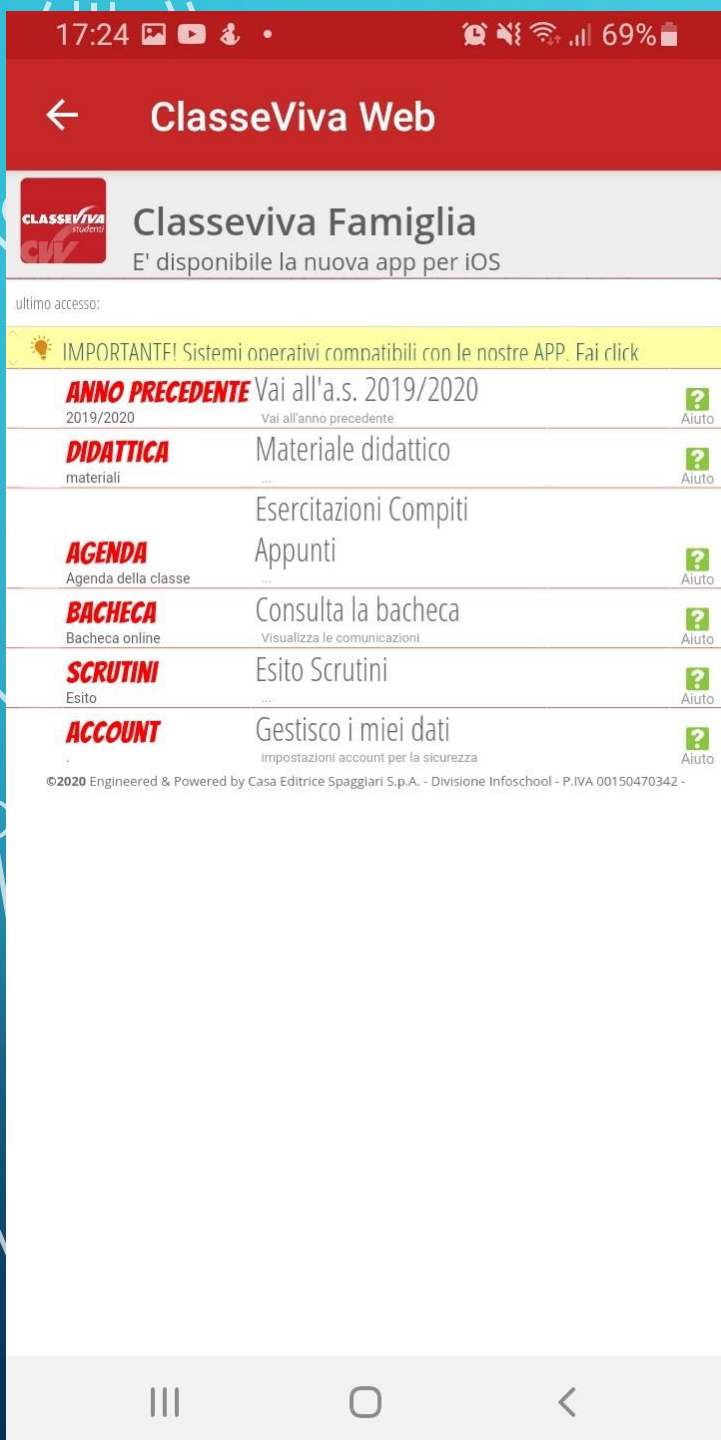 17:24 69%
ClasseViva Web
CLASSEVIVA
studenti
Classeviva Famiglia
E' disponibile la nuova app per iOS
ultimo accesso:
IMPORTANTE! Sistemi operativi compatibili con le nostre APP. Fai click
ANNO PRECEDENTE Vai all'a.s. 2019/2020
2019/2020 Vai all'anno precedente Aiuto
DIDATTICA Materiale didattico
materiali ... Aiuto
Esercitazioni Compiti
AGENDA Appunti
Agenda della classe ... Aiuto
BACHECA Consulta la bacheca
Bacheca online Visualizza le comunicazioni Aiuto
SCRUTINI Esito Scrutini
Esito ... Aiuto
ACCOUNT Gestisco i miei dati
. impostazioni account per la sicurezza Aiuto
©2020 Engineered & Powered by Casa Editrice Spaggiari S.p.A. - Divisione Infoschool - P.IVA 00150470342 -